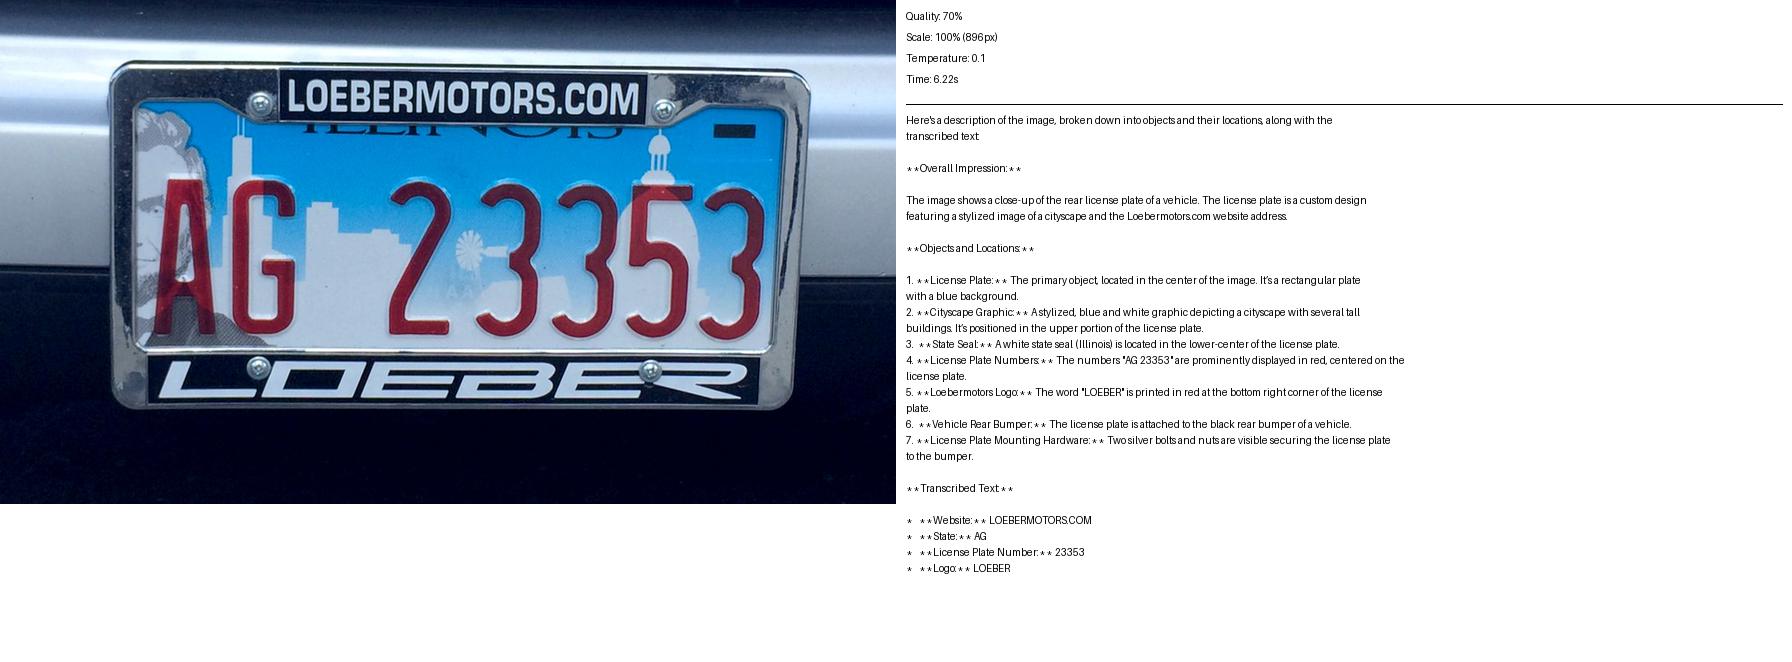 LOEBERMOTORS.COM
ILLINOIS
AG 23353
LOEBER
Quality: 70%
Scale: 100% (896px)
Temperature: 0.1
Time: 6.22s
Here's a description of the image, broken down into objects and their locations, along with the
transcribed text:
**Overall Impression:**
The image shows a close-up of the rear license plate of a vehicle. The license plate is a custom design
featuring a stylized image of a cityscape and the Loebermotors.com website address.
**Objects and Locations:**
1. **License Plate:** The primary object, located in the center of the image. It's a rectangular plate
with a blue background.
2. **Cityscape Graphic:** A stylized, blue and white graphic depicting a cityscape with several tall
buildings. It's positioned in the upper portion of the license plate.
3. **State Seal:** A white state seal (Illinois) is located in the lower-center of the license plate.
4. **License Plate Numbers:** The numbers "AG 23353" are prominently displayed in red, centered on the
license plate.
5. **Loebermotors Logo:** The word "LOEBER" is printed in red at the bottom right corner of the license
plate.
6. **Vehicle Rear Bumper:** The license plate is attached to the black rear bumper of a vehicle.
7. **License Plate Mounting Hardware:** Two silver bolts and nuts are visible securing the license plate
to the bumper.
**Transcribed Text:**
* **Website:** LOEBERMOTORS.COM
* **State:** AG
* **License Plate Number:** 23353
* **Logo:** LOEBER